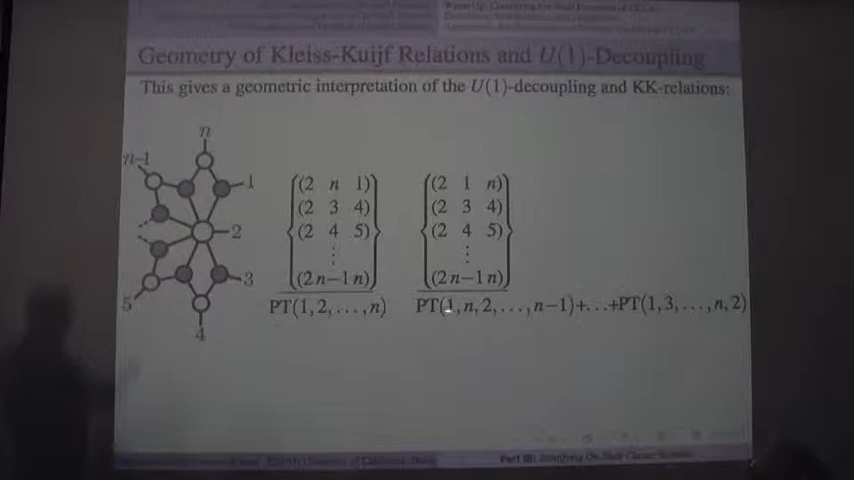 Geometry of Kleiss-Kuijf Relations and U(1)-Decoupling
This gives a geometric interpretation of the U(1)-decoupling and KK-relations:
n
n-1
1
2
3
5
4
(2 n 1)
(2 3 4)
(2 4 5)
⋮
(2 n−1 n)
PT(1,2,…,n)
(2 1 n)
(2 3 4)
(2 4 5)
⋮
(2 n−1 n)
PT(1,n,2,…,n−1)+…+PT(1,3,…,n,2)